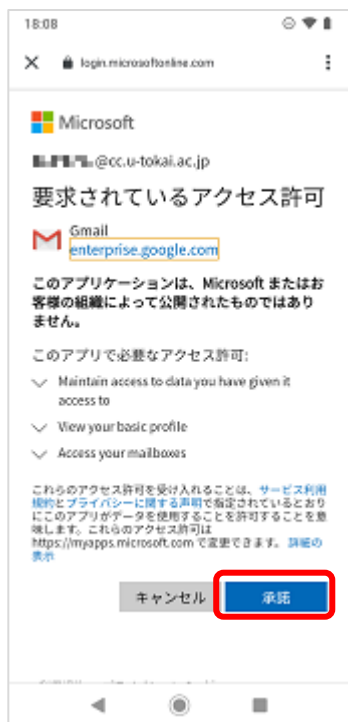 18:08
login.microsoftonline.com
Microsoft
@cc.u-tokai.ac.jp
要求されているアクセス許可
Gmail
enterprise.google.com
このアプリケーションは、Microsoft またはお
客様の組織によって公開されたものではあり
ません。
このアプリで必要なアクセス許可:
Maintain access to data you have given it
access to
View your basic profile
Access your mailboxes
これらのアクセス許可を受け入れることは、サービス利用
規約とプライバシーに関する声明で指定されているとおり
にこのアプリがデータを使用することを許可することを意
味します。これらのアクセス許可は
https://myapps.microsoft.com で変更できます。詳細の
表示
キャンセル
承諾